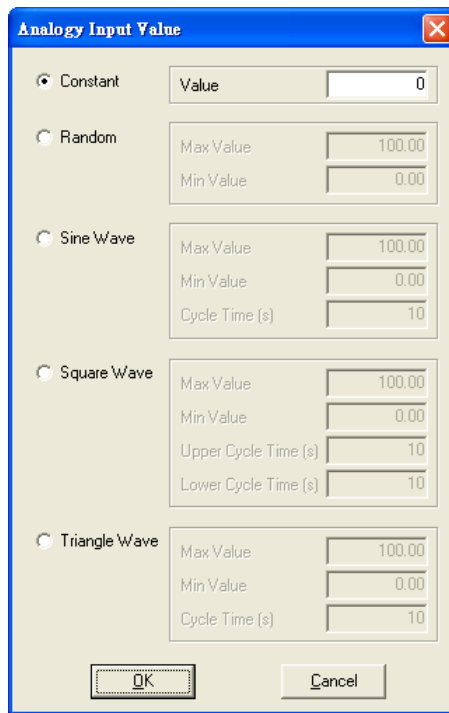 Analogy Input Value
Constant Value 0
Random Max Value 100.00
Min Value 0.00
Sine Wave Max Value 100.00
Min Value 0.00
Cycle Time (s) 10
Square Wave Max Value 100.00
Min Value 0.00
Upper Cycle Time (s) 10
Lower Cycle Time (s) 10
Triangle Wave Max Value 100.00
Min Value 0.00
Cycle Time (s) 10
OK Cancel